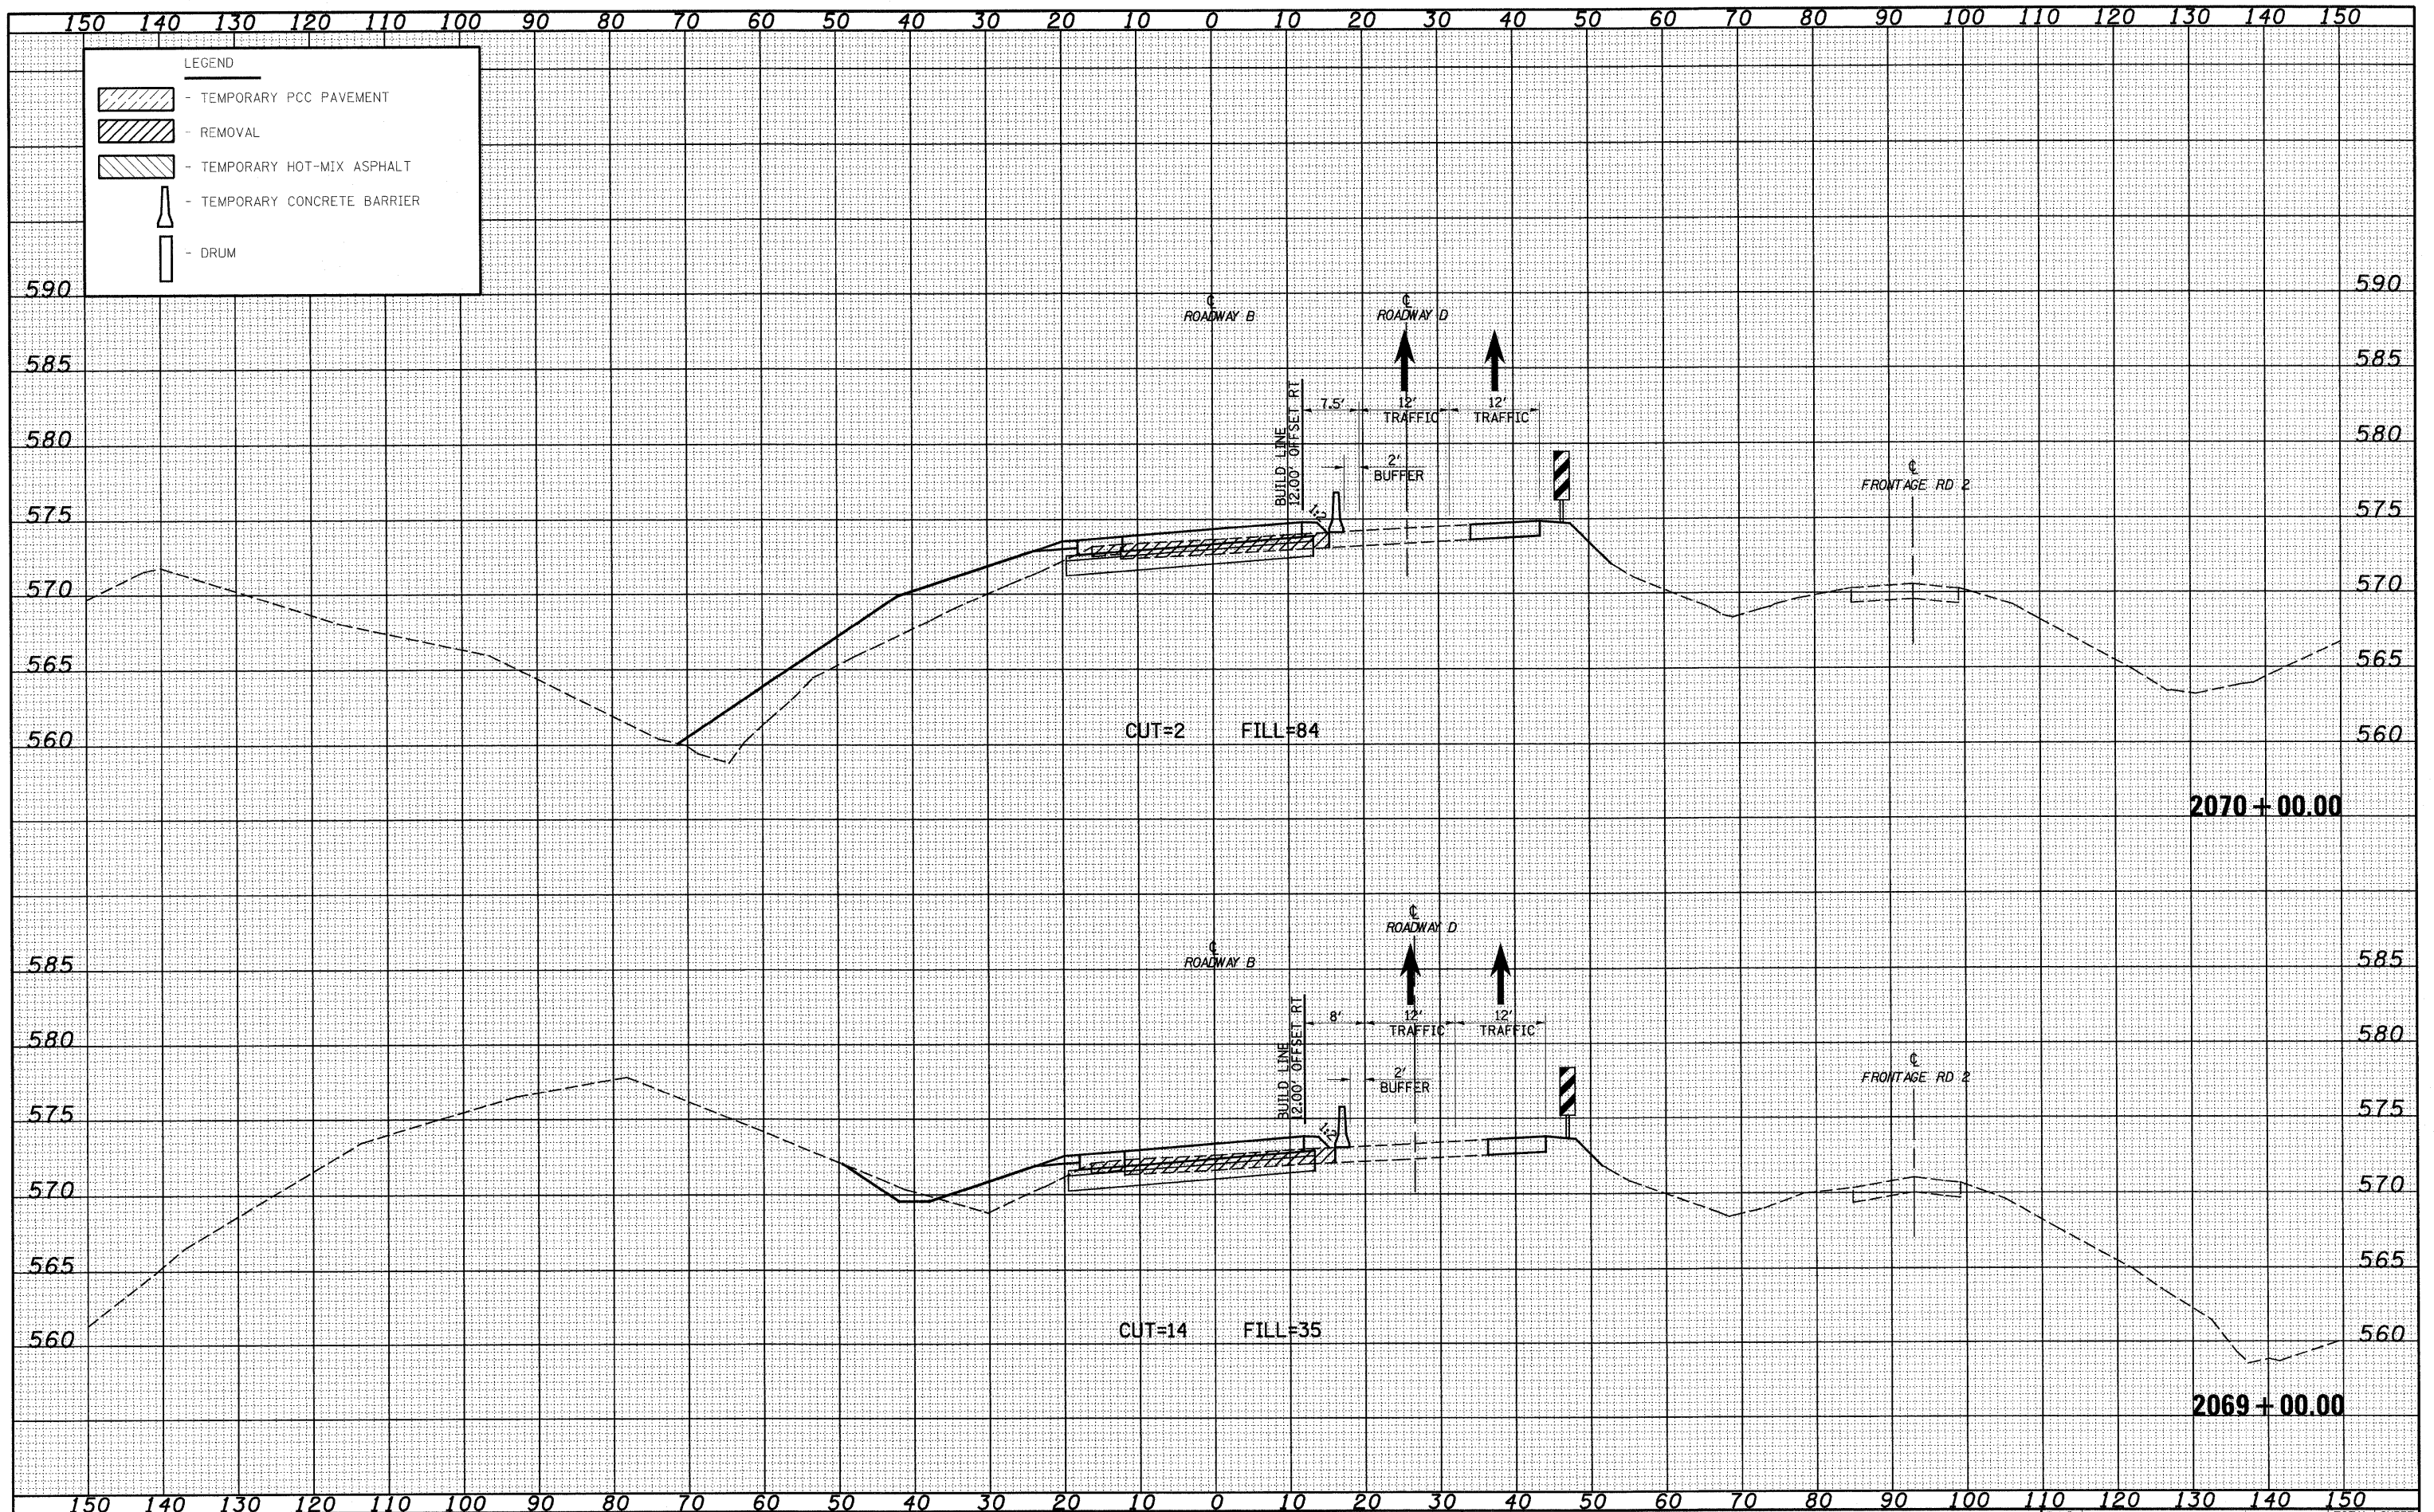 150 140 130 120 110 100 90 80 70 60 50 40 30 20 10 0 10 20 30 40 50 60 70 80 90 100 110 120 130 140 150
LEGEND
- TEMPORARY PCC PAVEMENT
- REMOVAL
- TEMPORARY HOT-MIX ASPHALT
- TEMPORARY CONCRETE BARRIER
- DRUM
590 590
℄ ℄
ROADWAY B ROADWAY D
585 585
BUILD LINE
12.00' OFFSET RT
7.5' 12' 12'
TRAFFIC TRAFFIC
580 580
2'
BUFFER
℄
FRONTAGE RD 2
1:2
575 575
570 570
565 565
CUT=2 FILL=84
560 560
2070+00.00
℄
ROADWAY D
℄
ROADWAY B
585 585
BUILD LINE
12.00' OFFSET RT
8' 12' 12'
TRAFFIC TRAFFIC
580 580
2'
BUFFER
℄
FRONTAGE RD 2
1:2
575 575
570 570
565 565
CUT=14 FILL=35
560 560
2069+00.00
150 140 130 120 110 100 90 80 70 60 50 40 30 20 10 0 10 20 30 40 50 60 70 80 90 100 110 120 130 140 150